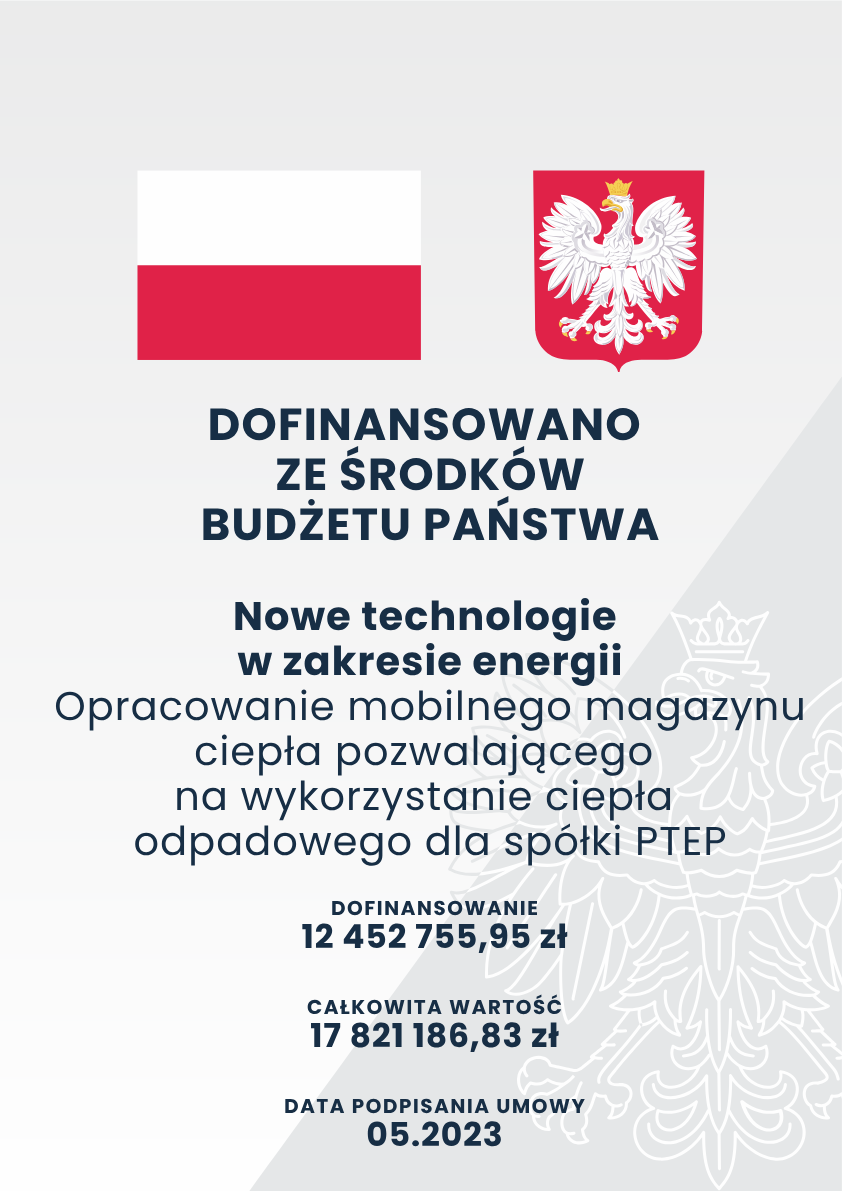 DOFINANSOWANO
ZE ŚRODKÓW
BUDŻETU PAŃSTWA
Nowe technologie
w zakresie energii
Opracowanie mobilnego magazynu
ciepła pozwalającego
na wykorzystanie ciepła
odpadowego dla spółki PTEP
DOFINANSOWANIE
12 452 755,95 zł
CAŁKOWITA WARTOŚĆ
17 821 186,83 zł
DATA PODPISANIA UMOWY
05.2023